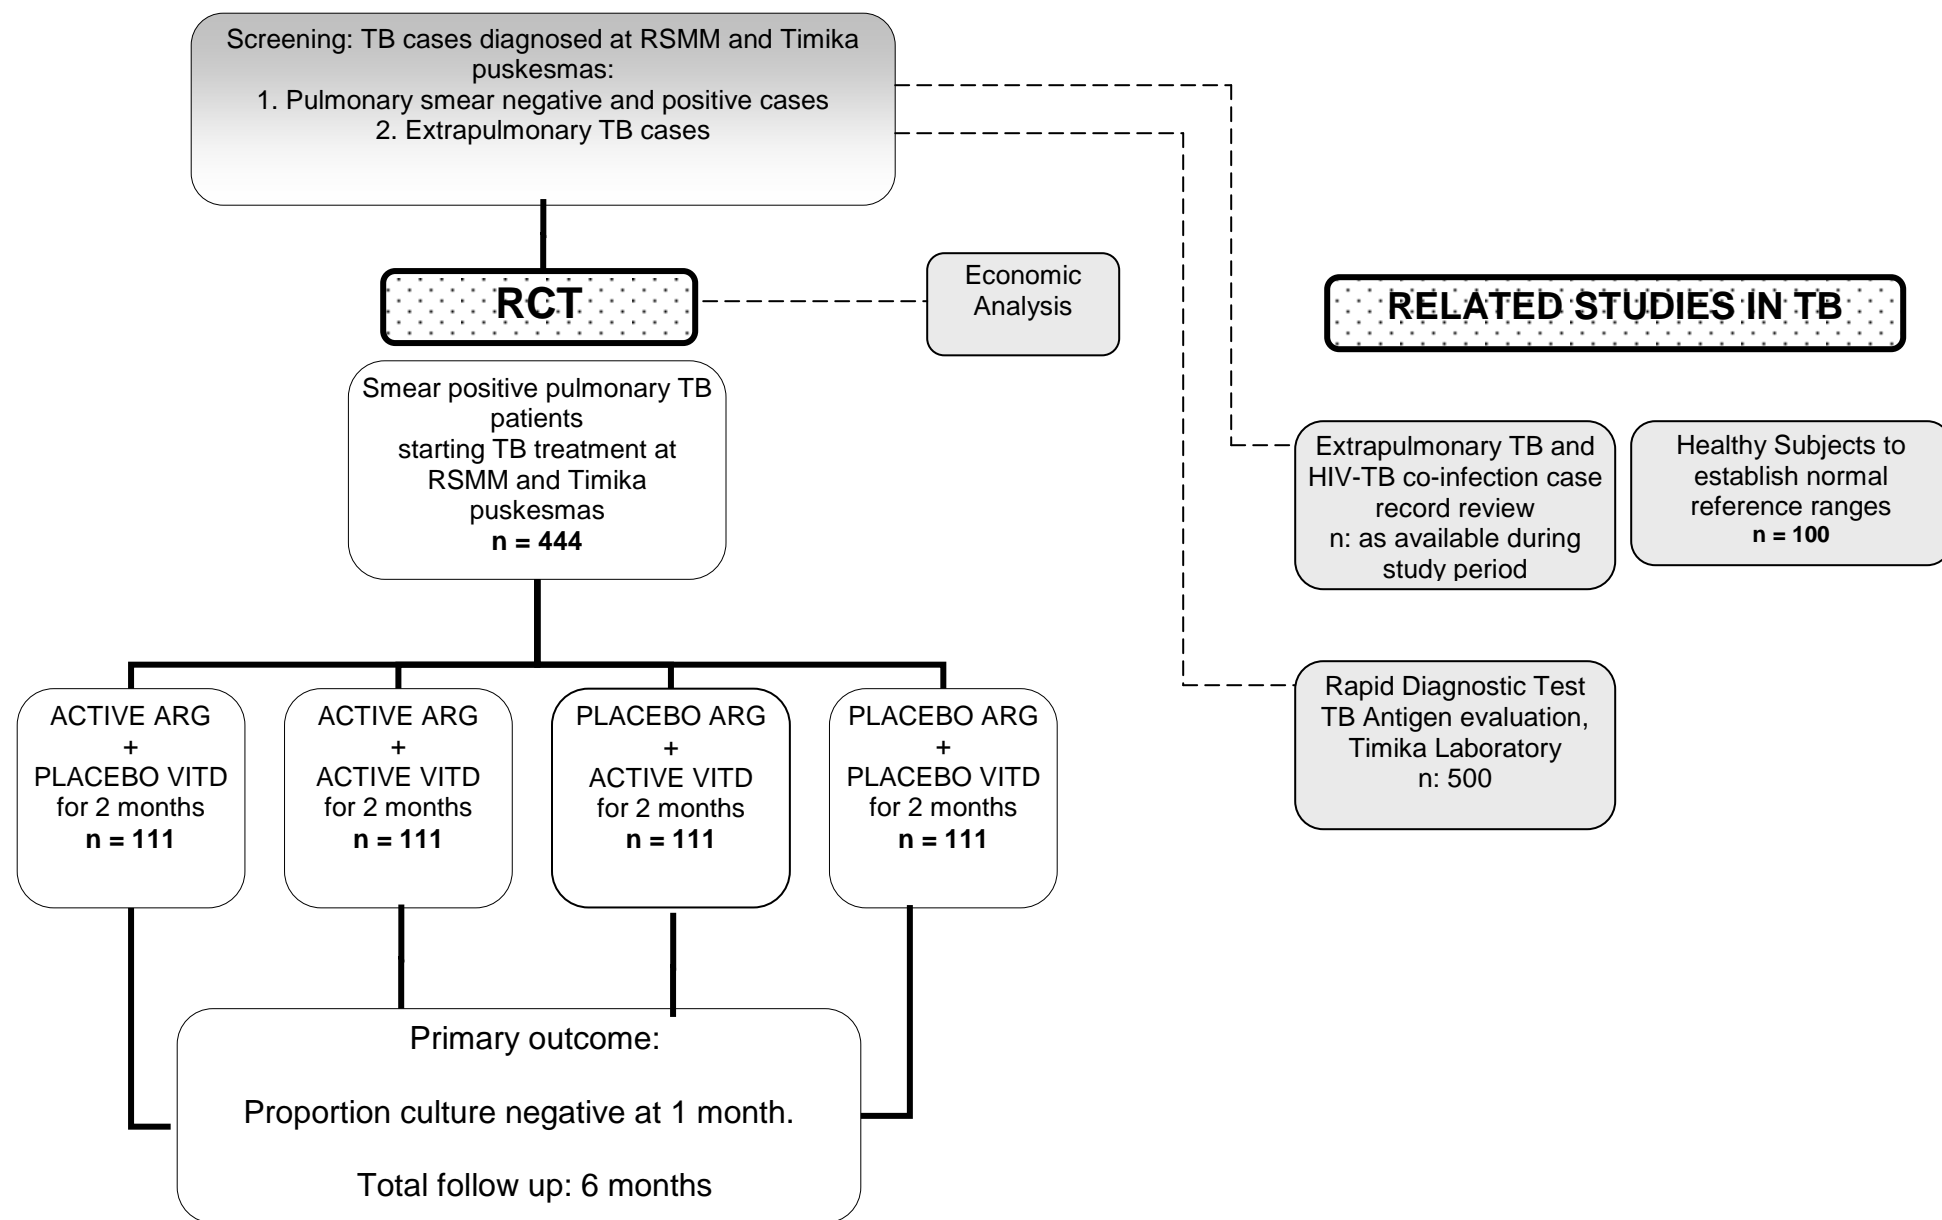 Screening: TB cases diagnosed at RSMM and Timika
puskesmas:
1. Pulmonary smear negative and positive cases
2. Extrapulmonary TB cases
RCT
Economic
Analysis
RELATED STUDIES IN TB
Smear positive pulmonary TB
patients
starting TB treatment at
RSMM and Timika
puskesmas
n = 444
Extrapulmonary TB and
HIV-TB co-infection case
record review
n: as available during
study period
Healthy Subjects to
establish normal
reference ranges
n = 100
Rapid Diagnostic Test
TB Antigen evaluation,
Timika Laboratory
n: 500
ACTIVE ARG
+
PLACEBO VITD
for 2 months
n = 111
ACTIVE ARG
+
ACTIVE VITD
for 2 months
n = 111
PLACEBO ARG
+
ACTIVE VITD
for 2 months
n = 111
PLACEBO ARG
+
PLACEBO VITD
for 2 months
n = 111
Primary outcome:
Proportion culture negative at 1 month.
Total follow up: 6 months